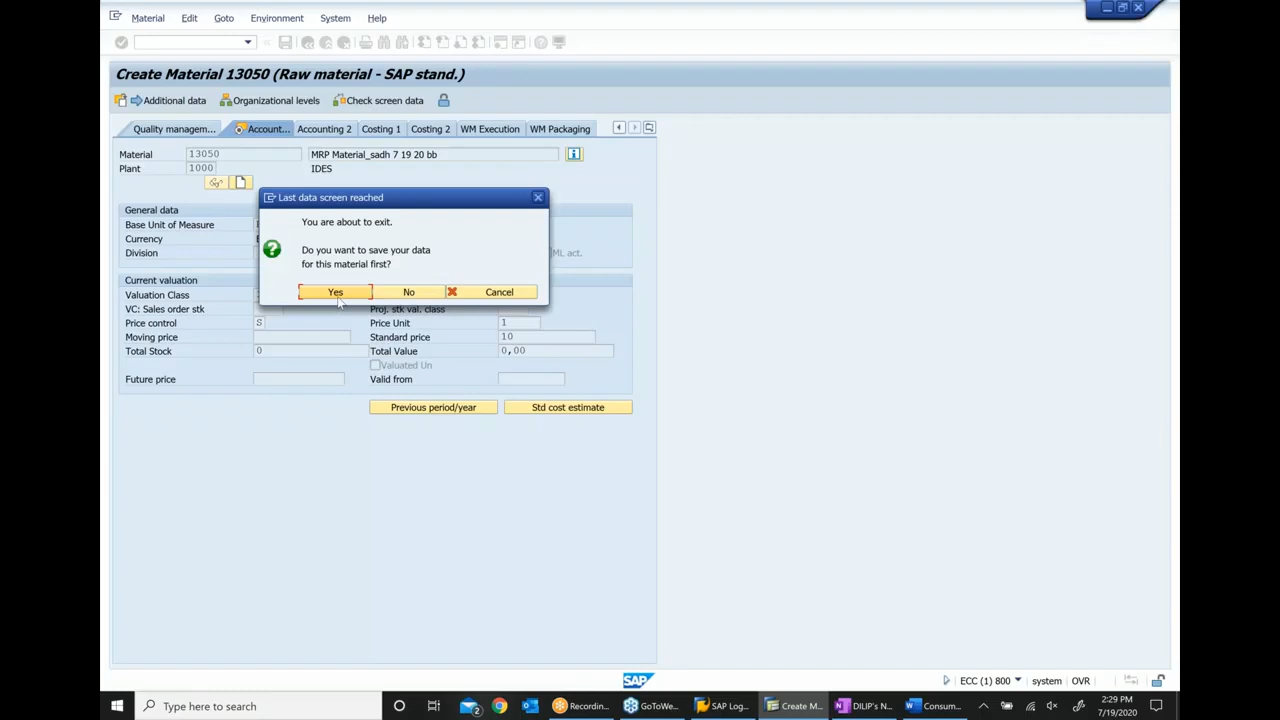 Material Edit Goto Environment System Help
Create Material 13050 (Raw material - SAP stand.)
Additional data Organizational levels Check screen data
Quality managem... Account... Accounting 2 Costing 1 Costing 2 WM Execution WM Packaging
Material 13050 MRP Material_sadh 7 19 20 bb
Plant 1000 IDES
Last data screen reached
General data
You are about to exit.
Base Unit of Measure
Currency
Do you want to save your data
Division ML act.
for this material first?
Current valuation
Yes No Cancel
Valuation Class
VC: Sales order stk Proj. stk val. class
Price control S Price Unit 1
Moving price Standard price 10
Total Stock 0 Total Value 0,00
Valuated Un
Future price Valid from
Previous period/year Std cost estimate
SAP
ECC (1) 800 system OVR
Type here to search 2 Recordin... GoToWe... SAP Log... Create M... DILIP's N... Consum...
2:29 PM
7/19/2020